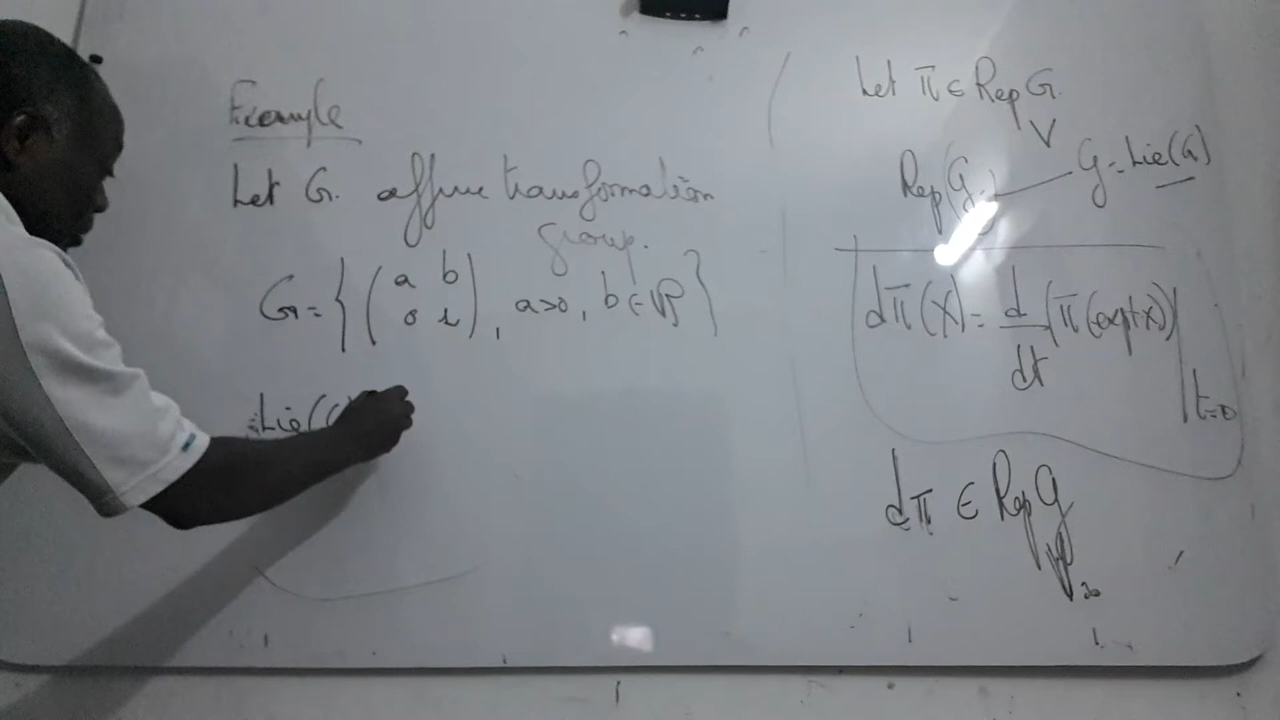 Example
Let G. affine transformation
group.
G = { ( a b
0 1 ) , a>0, b∈ℝ }
Lie(G
Let π ∈ Rep G
V
Rep(G) G = Lie(G)
dπ(X) = d/dt (π(exp tX)) | t=0
dπ ∈ Rep G
V∞